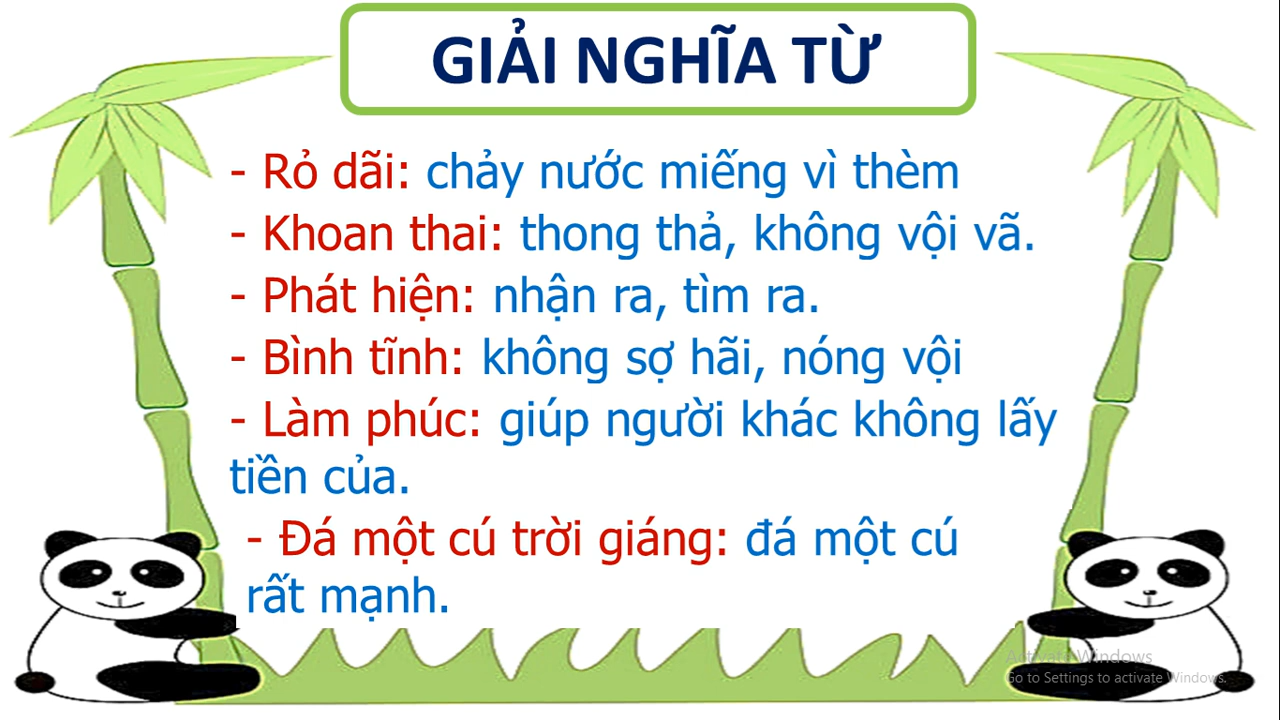 GIẢI NGHĨA TỪ
- Rỏ dãi: chảy nước miếng vì thèm
- Khoan thai: thong thả, không vội vã.
- Phát hiện: nhận ra, tìm ra.
- Bình tĩnh: không sợ hãi, nóng vội
- Làm phúc: giúp người khác không lấy
tiền của.
- Đá một cú trời giáng: đá một cú
rất mạnh.
Activate Windows
Go to Settings to activate Windows.